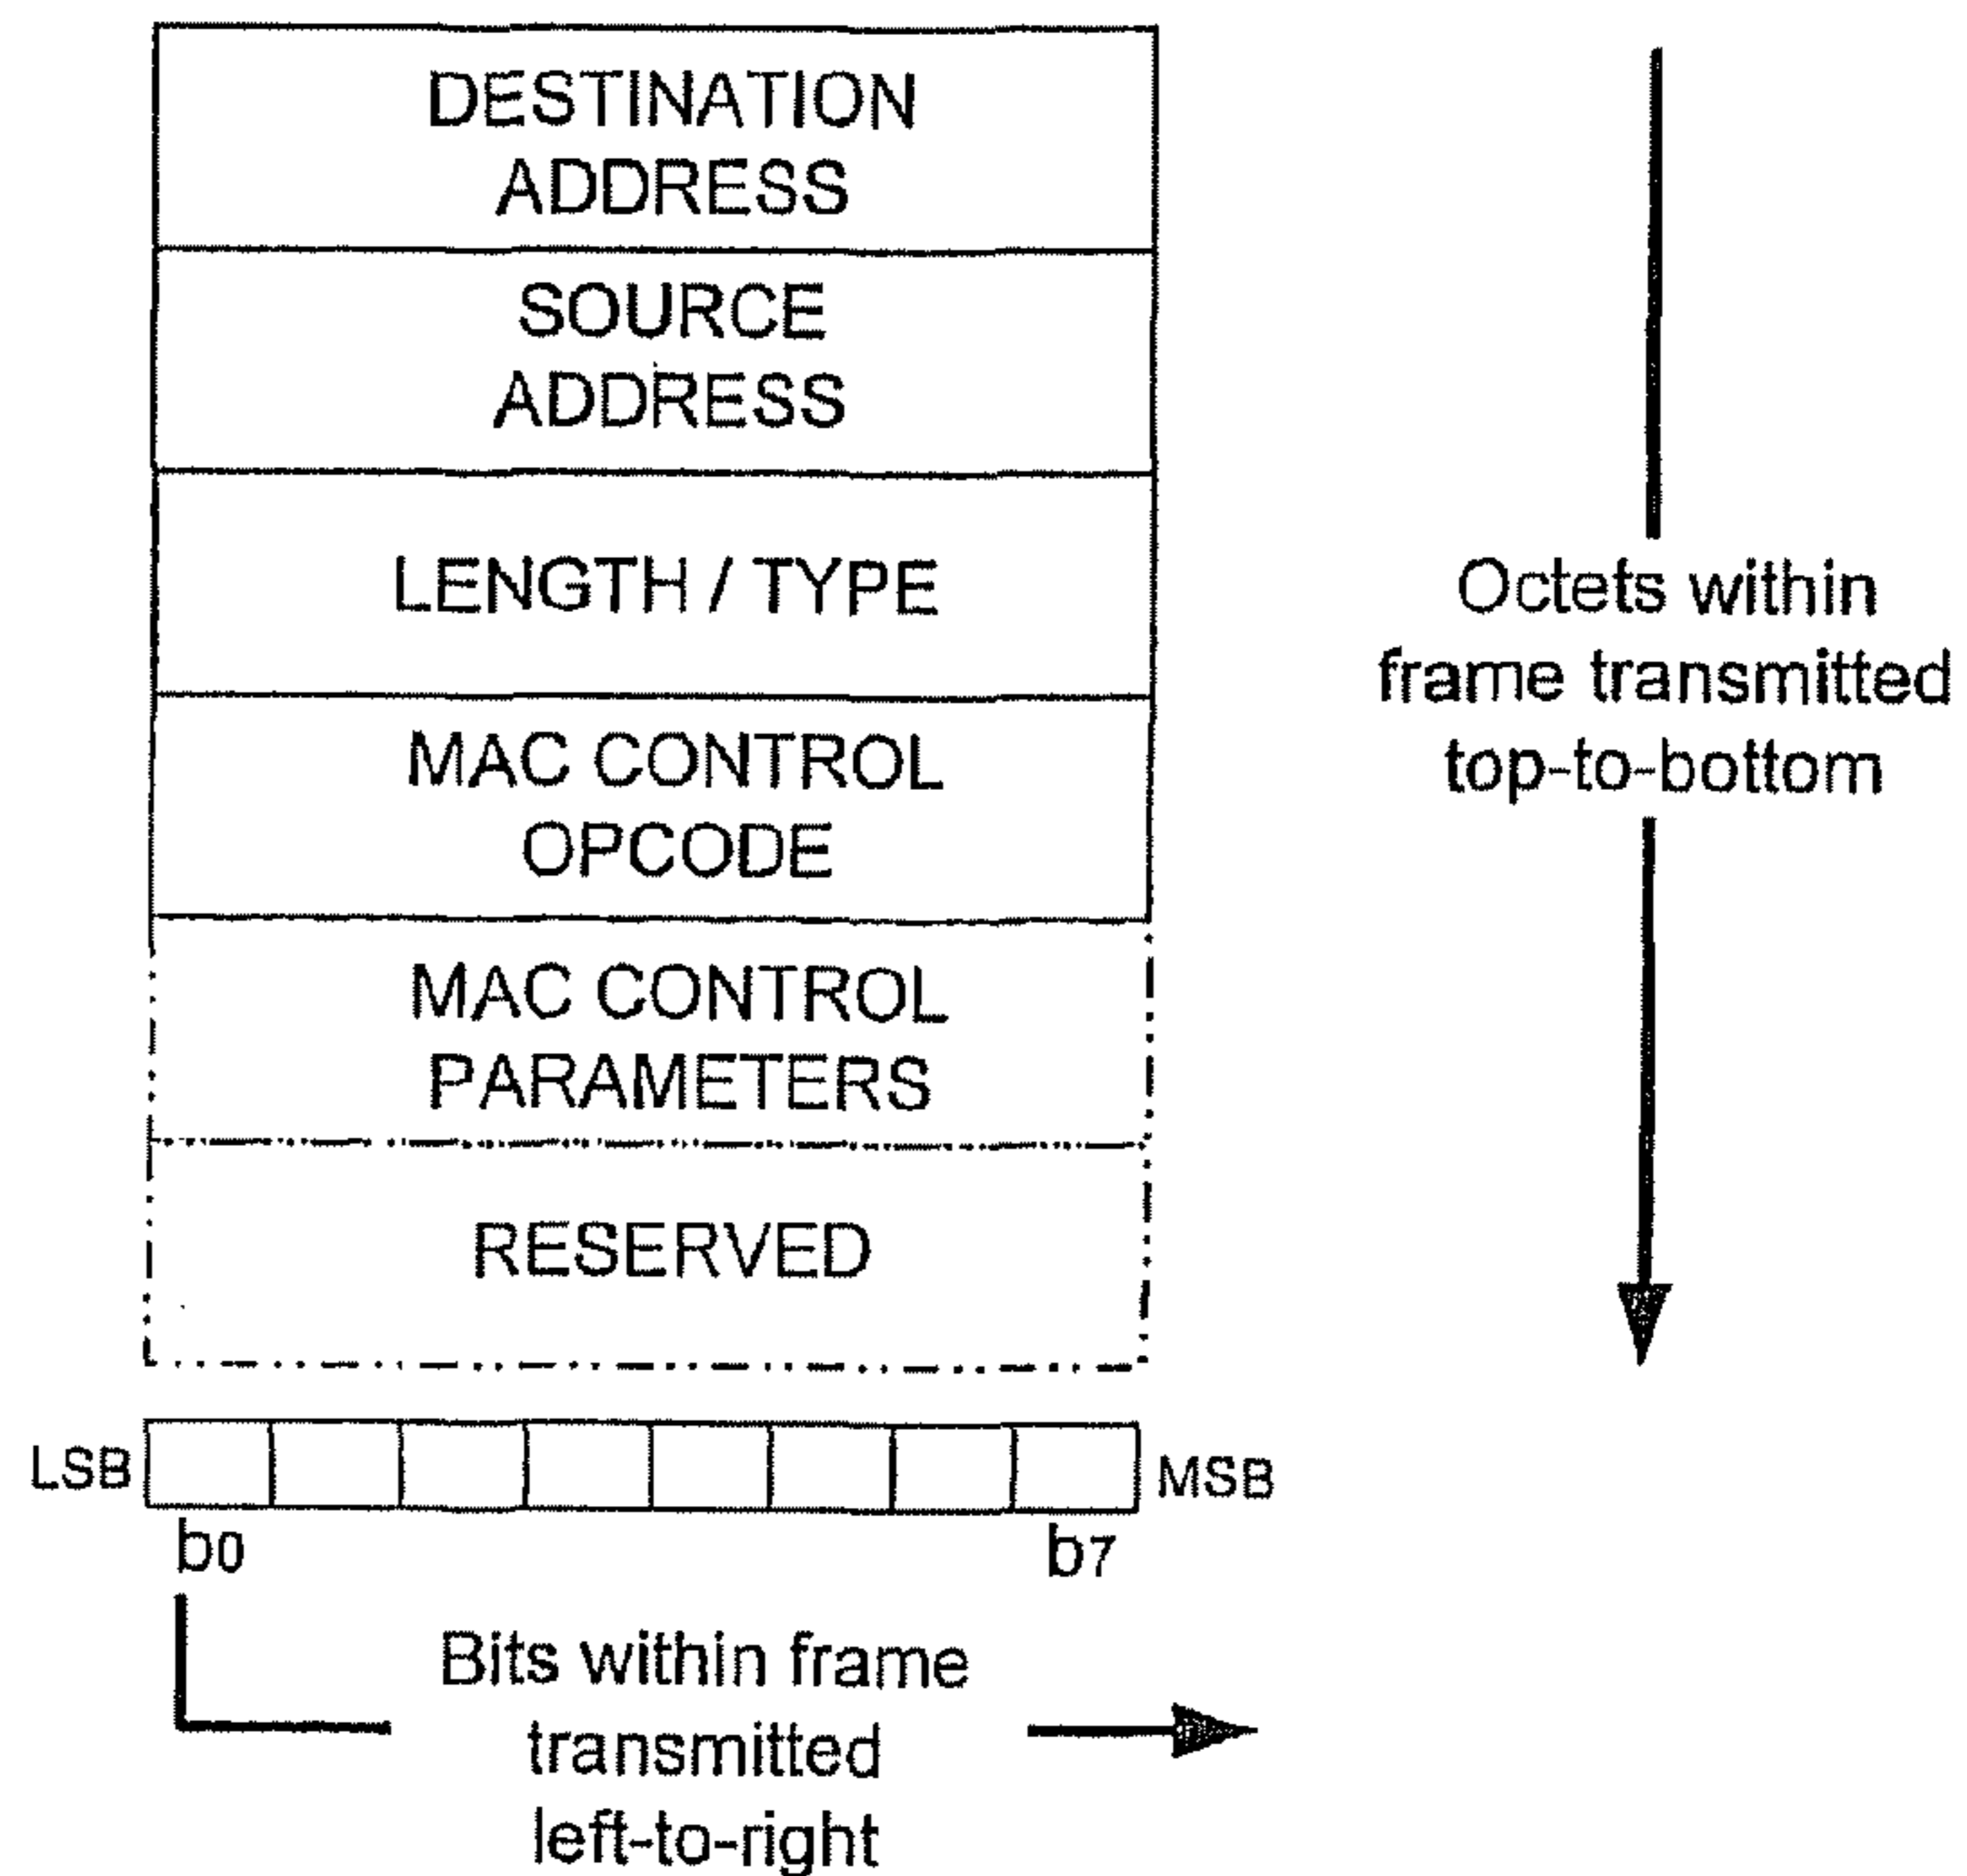 DESTINATION
ADDRESS
SOURCE
ADDRESS
LENGTH / TYPE
MAC CONTROL
OPCODE
MAC CONTROL
PARAMETERS
RESERVED
Octets within
frame transmitted
top-to-bottom
LSB
MSB
b0
b7
Bits within frame
transmitted
left-to-right